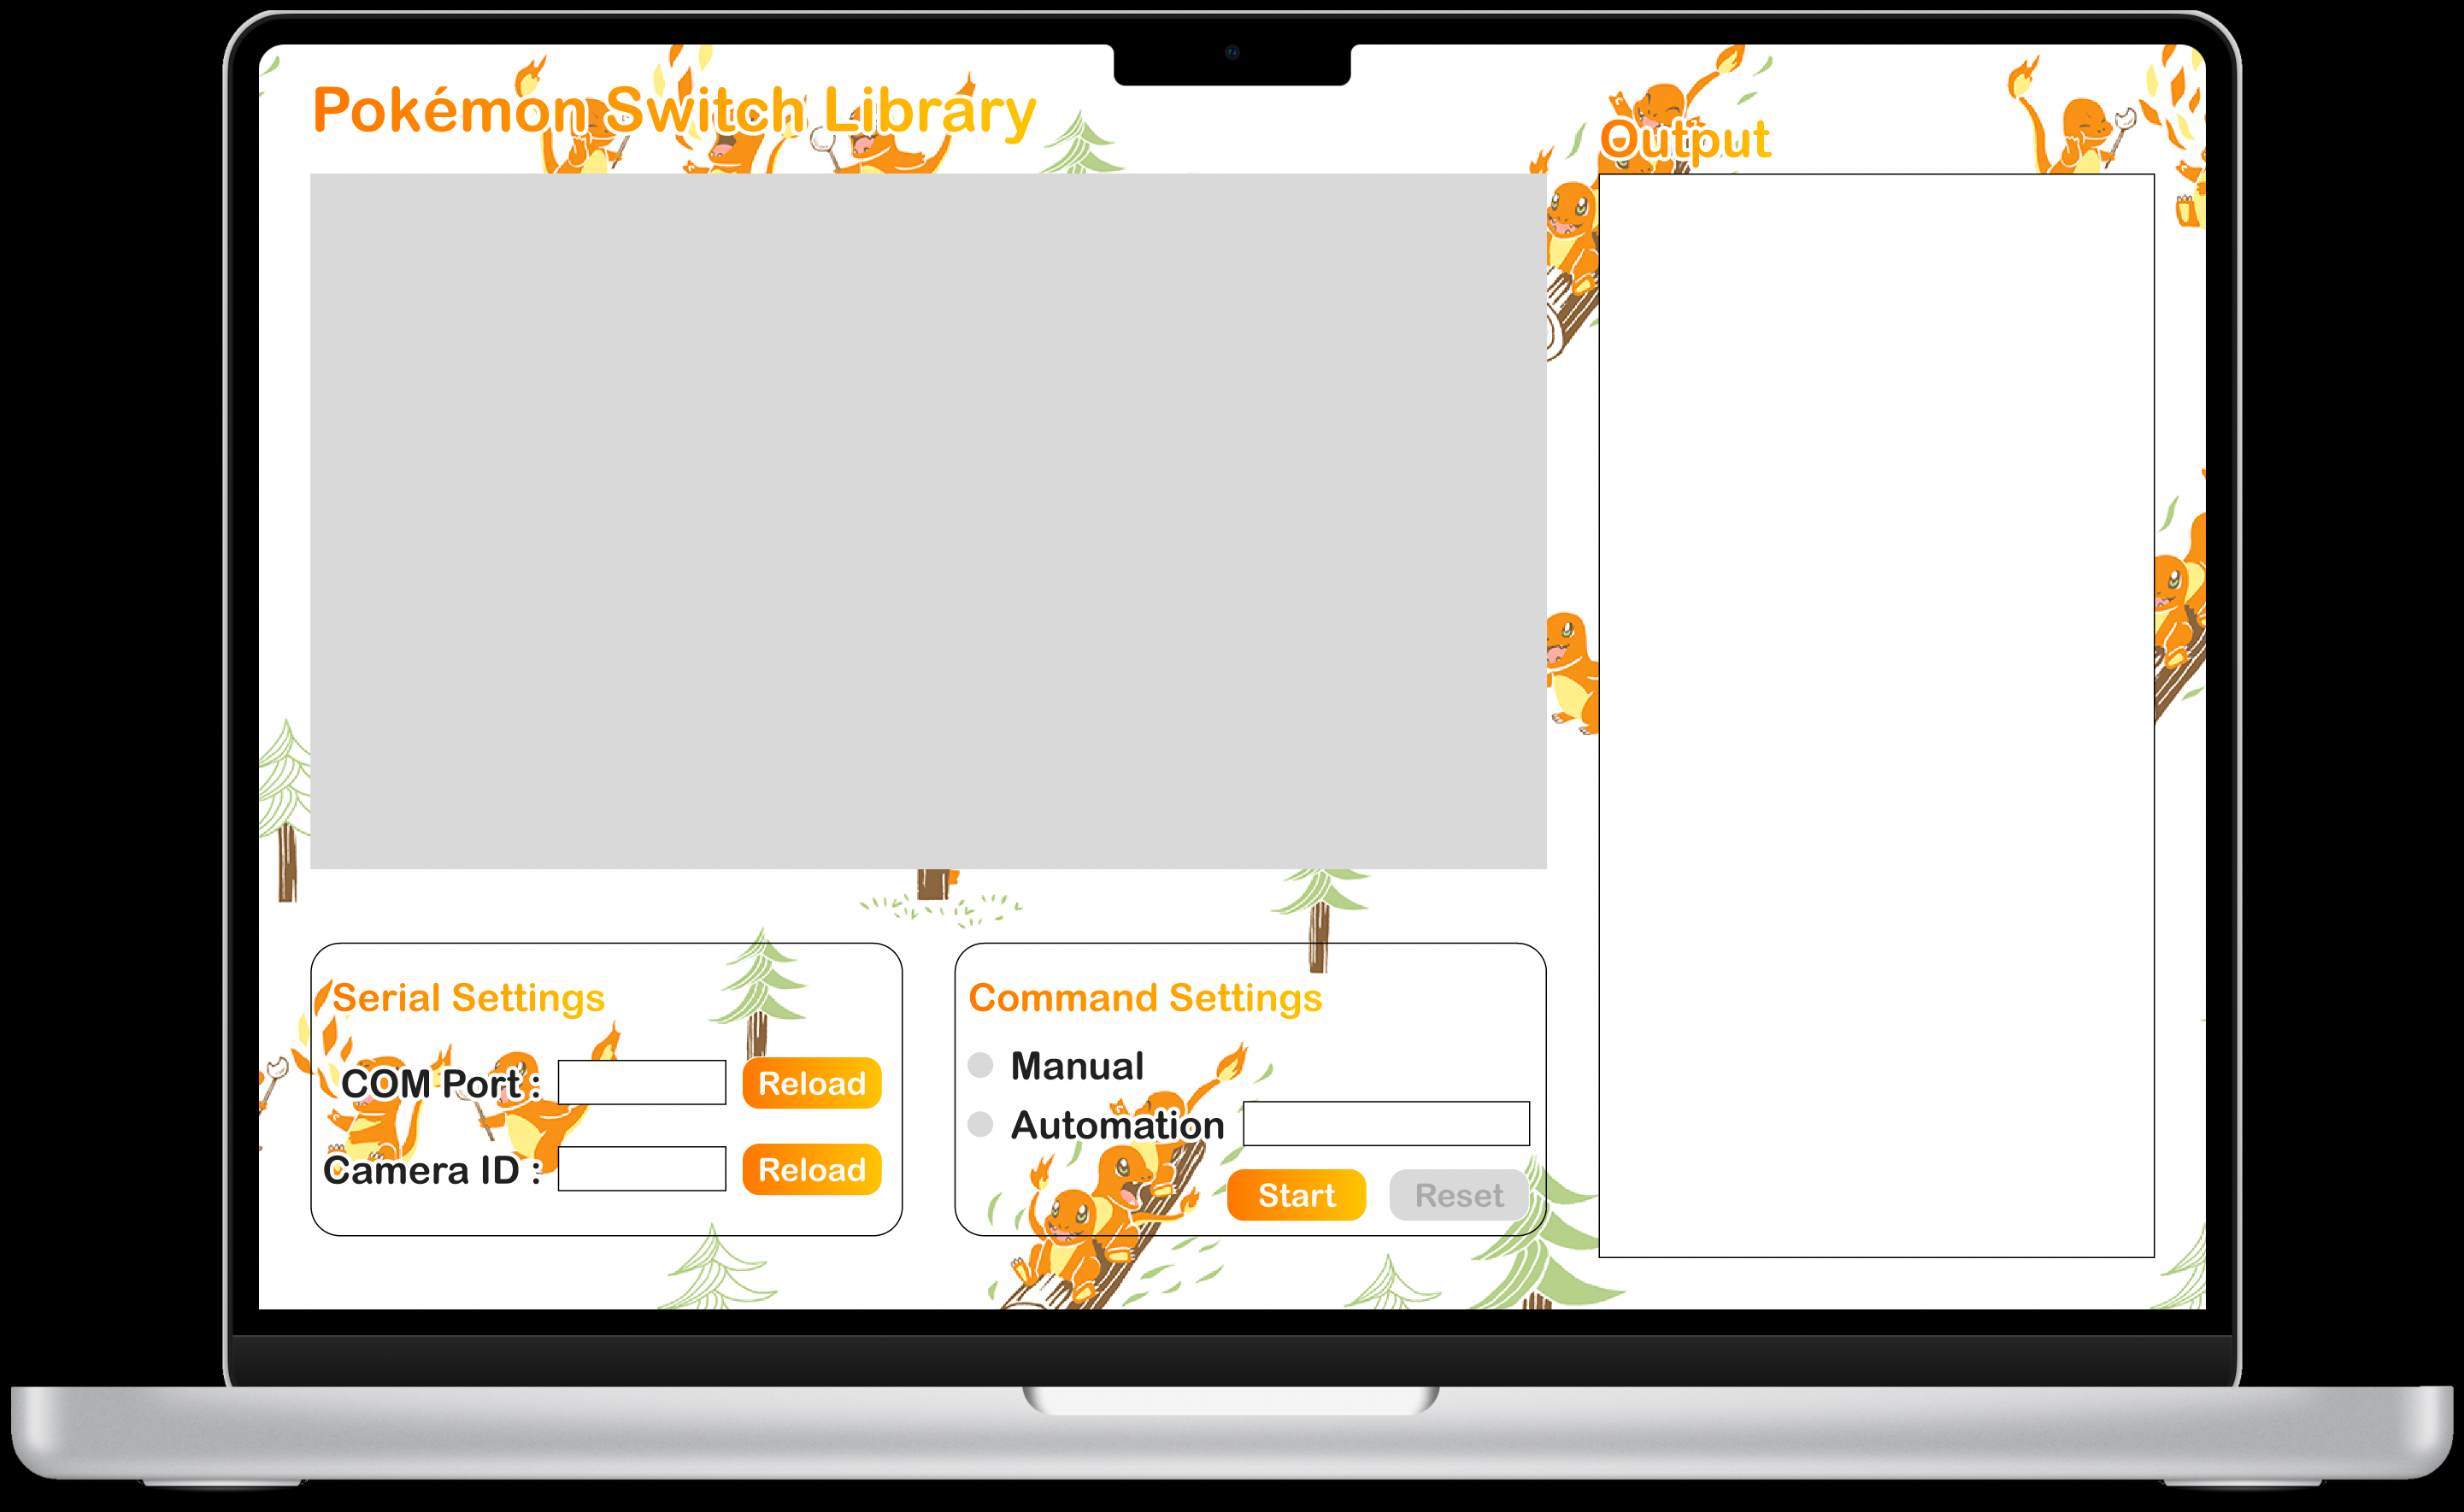 Pokémon Switch Library
Output
Serial Settings
COM Port :
Reload
Camera ID :
Reload
Command Settings
Manual
Automation
Start
Reset